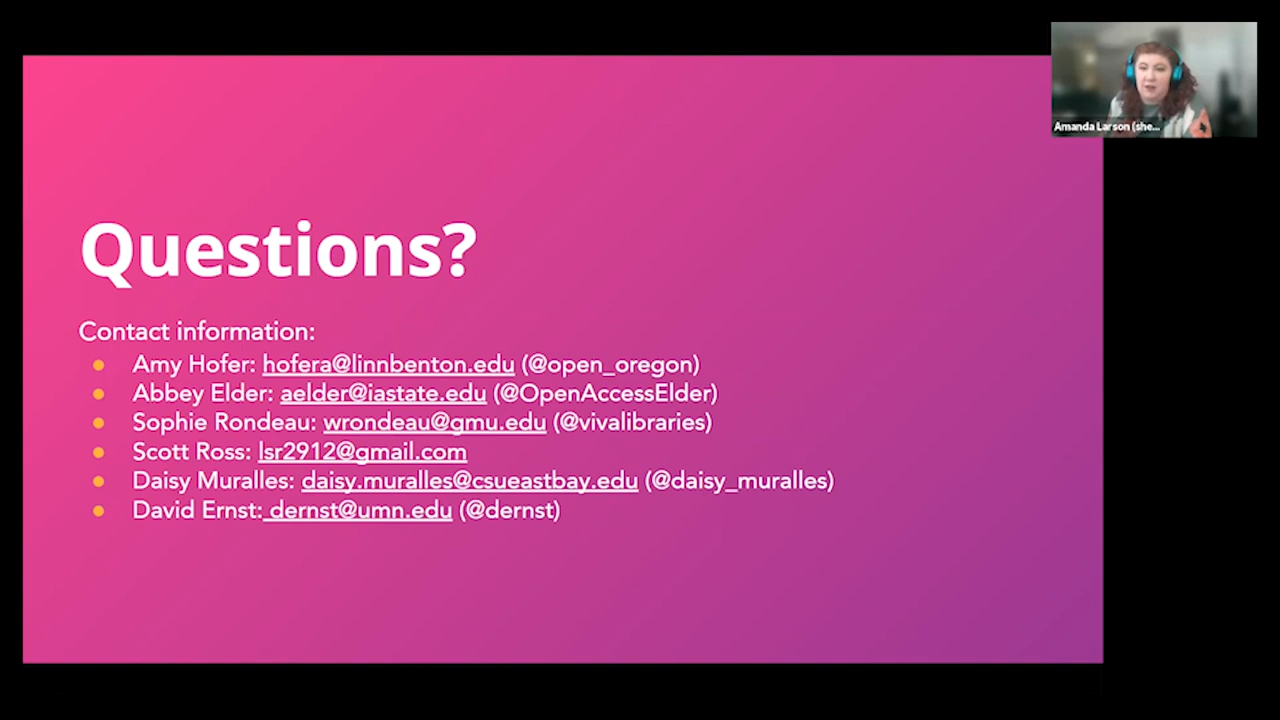 Amanda Larson (she...
Questions?
Contact information:
● Amy Hofer: hofera@linnbenton.edu (@open_oregon)
● Abbey Elder: aelder@iastate.edu (@OpenAccessElder)
● Sophie Rondeau: wrondeau@gmu.edu (@vivalibraries)
● Scott Ross: lsr2912@gmail.com
● Daisy Muralles: daisy.muralles@csueastbay.edu (@daisy_muralles)
● David Ernst: dernst@umn.edu (@dernst)